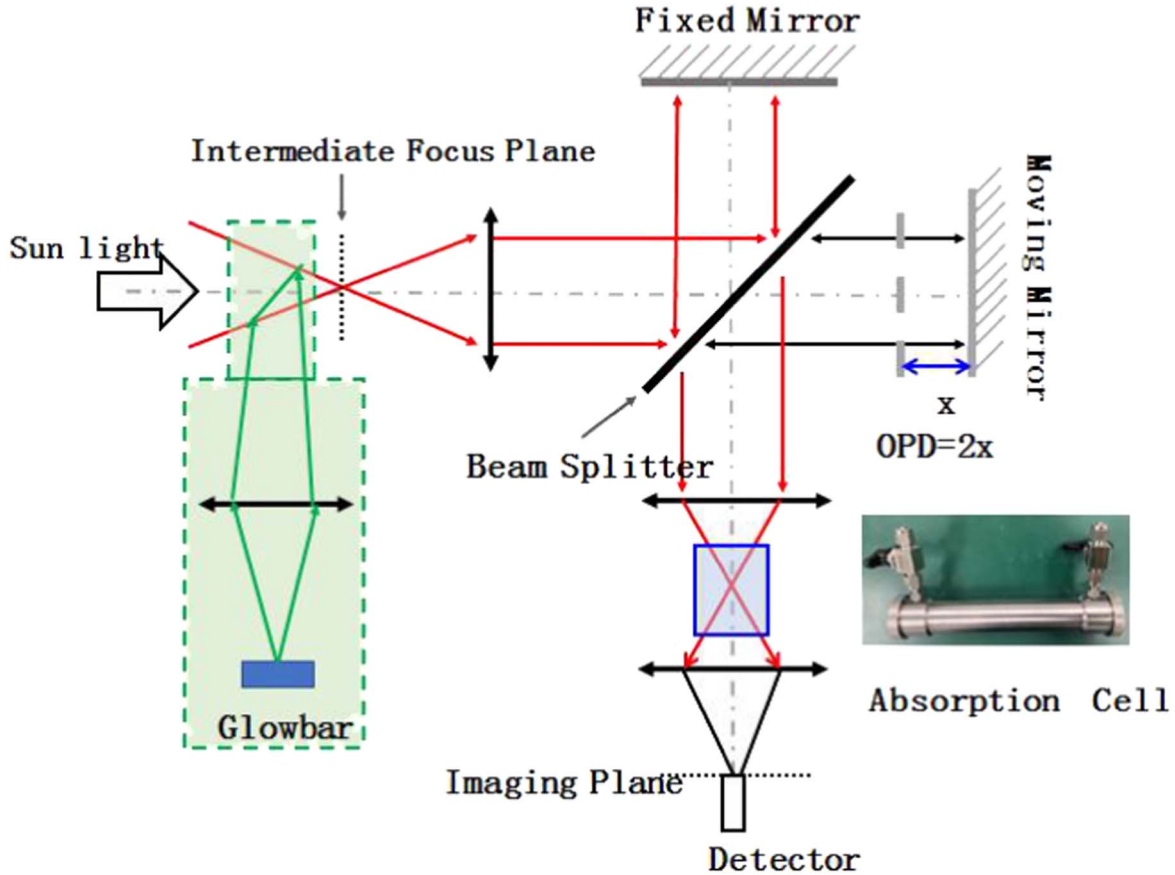 Fixed Mirror
Intermediate Focus Plane
Sun light
Moving Mirror
x
OPD=2x
Beam Splitter
Absorption Cell
Glowbar
Imaging Plane
Detector